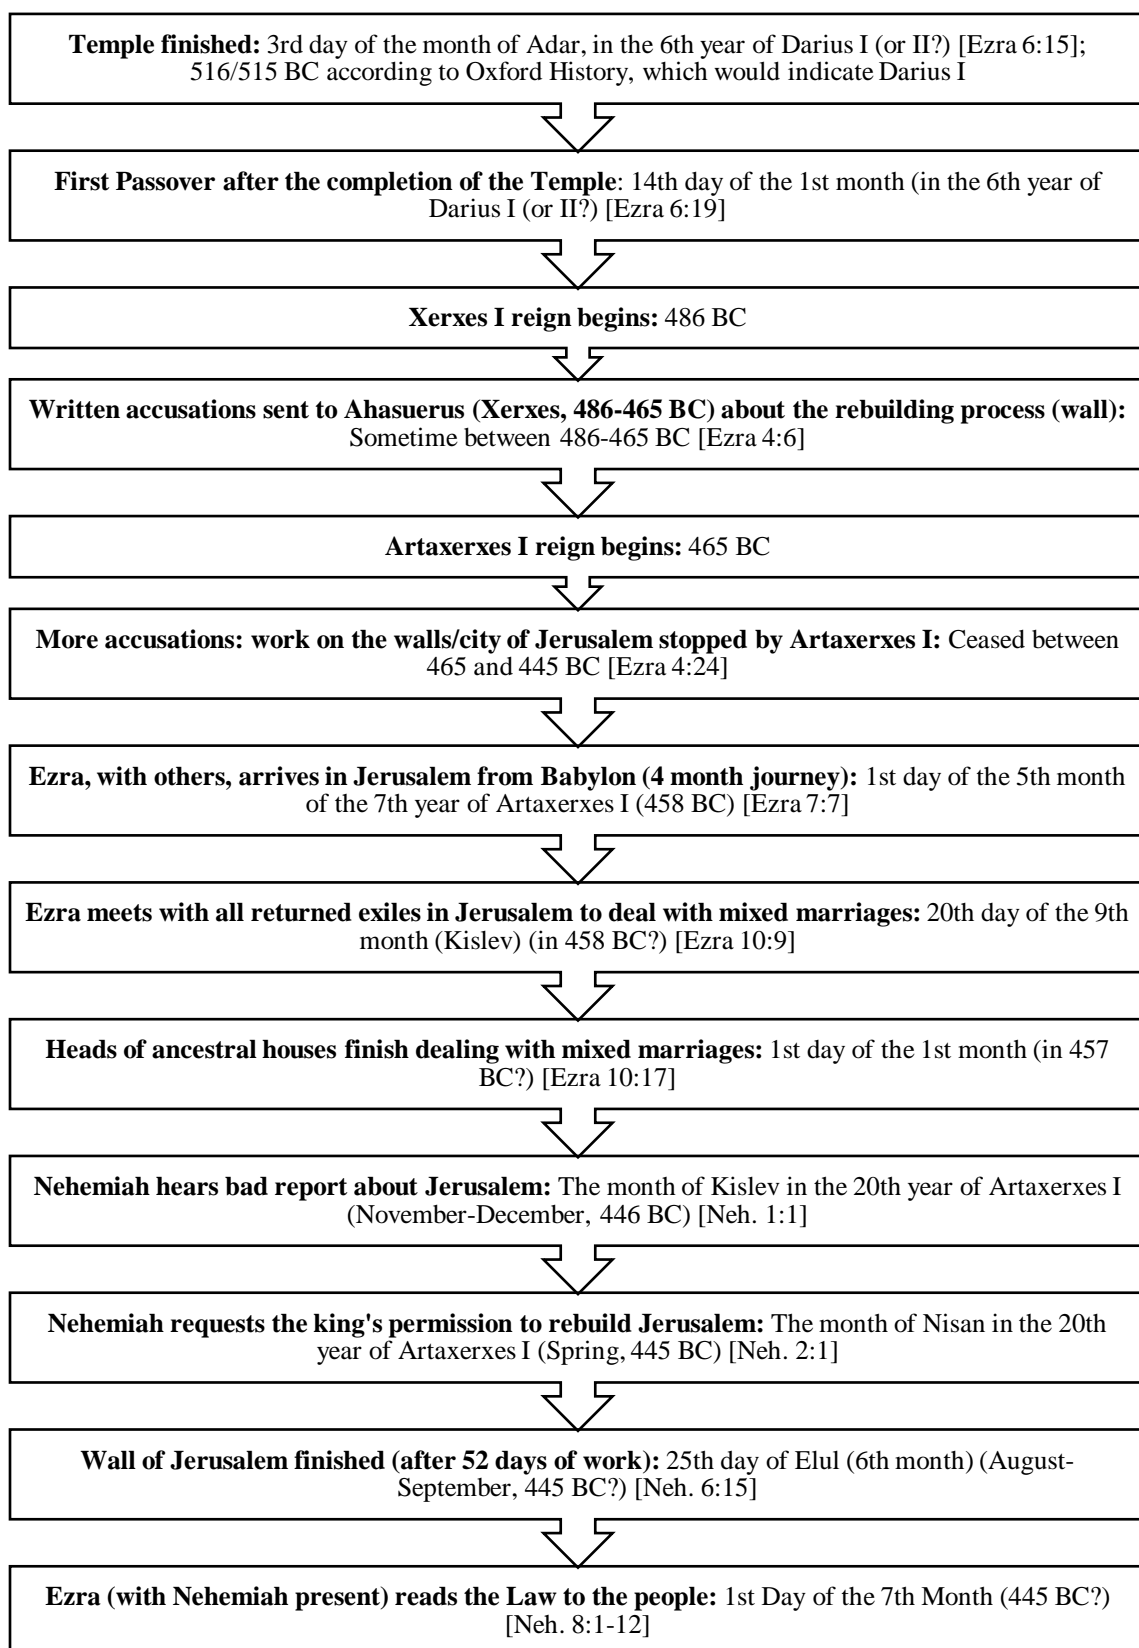 Temple finished: 3rd day of the month of Adar, in the 6th year of Darius I (or II?) [Ezra 6:15];
516/515 BC according to Oxford History, which would indicate Darius I
First Passover after the completion of the Temple: 14th day of the 1st month (in the 6th year of
Darius I (or II?) [Ezra 6:19]
Xerxes I reign begins: 486 BC
Written accusations sent to Ahasuerus (Xerxes, 486-465 BC) about the rebuilding process (wall):
Sometime between 486-465 BC [Ezra 4:6]
Artaxerxes I reign begins: 465 BC
More accusations: work on the walls/city of Jerusalem stopped by Artaxerxes I: Ceased between
465 and 445 BC [Ezra 4:24]
Ezra, with others, arrives in Jerusalem from Babylon (4 month journey): 1st day of the 5th month
of the 7th year of Artaxerxes I (458 BC) [Ezra 7:7]
Ezra meets with all returned exiles in Jerusalem to deal with mixed marriages: 20th day of the 9th
month (Kislev) (in 458 BC?) [Ezra 10:9]
Heads of ancestral houses finish dealing with mixed marriages: 1st day of the 1st month (in 457
BC?) [Ezra 10:17]
Nehemiah hears bad report about Jerusalem: The month of Kislev in the 20th year of Artaxerxes I
(November-December, 446 BC) [Neh. 1:1]
Nehemiah requests the king's permission to rebuild Jerusalem: The month of Nisan in the 20th
year of Artaxerxes I (Spring, 445 BC) [Neh. 2:1]
Wall of Jerusalem finished (after 52 days of work): 25th day of Elul (6th month) (August-
September, 445 BC?) [Neh. 6:15]
Ezra (with Nehemiah present) reads the Law to the people: 1st Day of the 7th Month (445 BC?)
[Neh. 8:1-12]